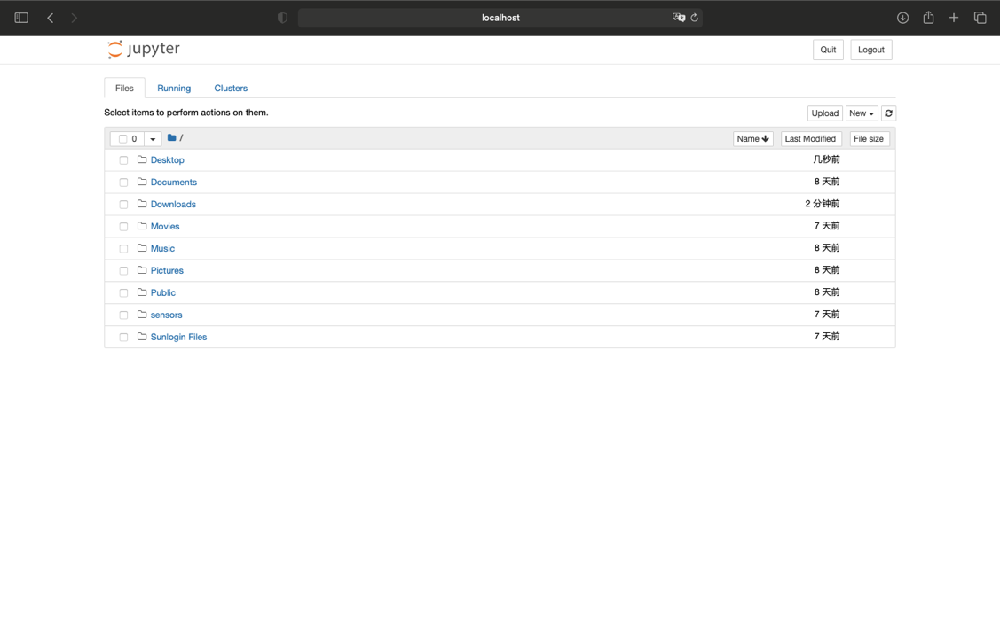 localhost
jupyter
Quit
Logout
Files
Running
Clusters
Select items to perform actions on them.
Upload
New
0
/
Name
Last Modified
File size
Desktop
几秒前
Documents
8 天前
Downloads
2 分钟前
Movies
7 天前
Music
8 天前
Pictures
8 天前
Public
8 天前
sensors
7 天前
Sunlogin Files
7 天前